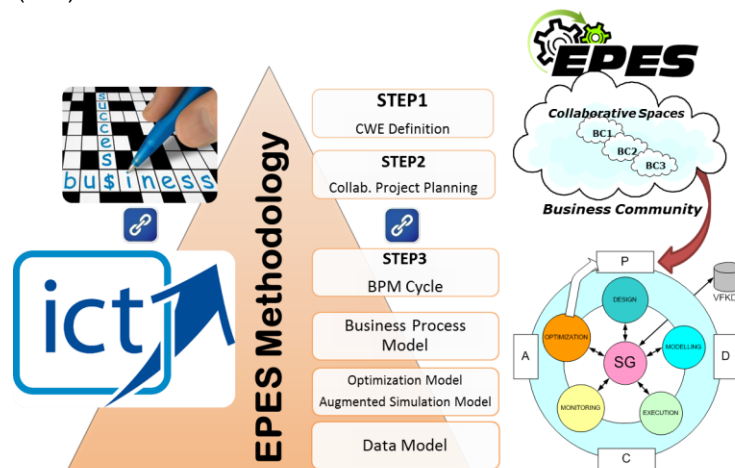 success
bu$iness
ict
EPES Methodology
STEP1
CWE Definition
STEP2
Collab. Project Planning
STEP3
BPM Cycle
Business Process
Model
Optimization Model
Augmented Simulation Model
Data Model
EPES
Collaborative Spaces
BC1
BC2
BC3
Business Community
P
VFKD
DESIGN
OPTIMIZATION
MODELLING
SG
A
D
MONITORING
EXECUTION
C